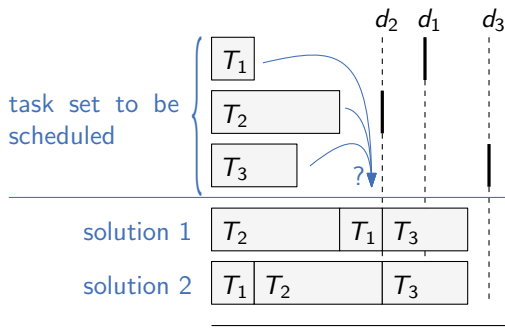 d₂ d₁ d₃
T₁
task set to be
T₂
scheduled
T₃
?
solution 1 T₂ T₁ T₃
solution 2 T₁ T₂ T₃